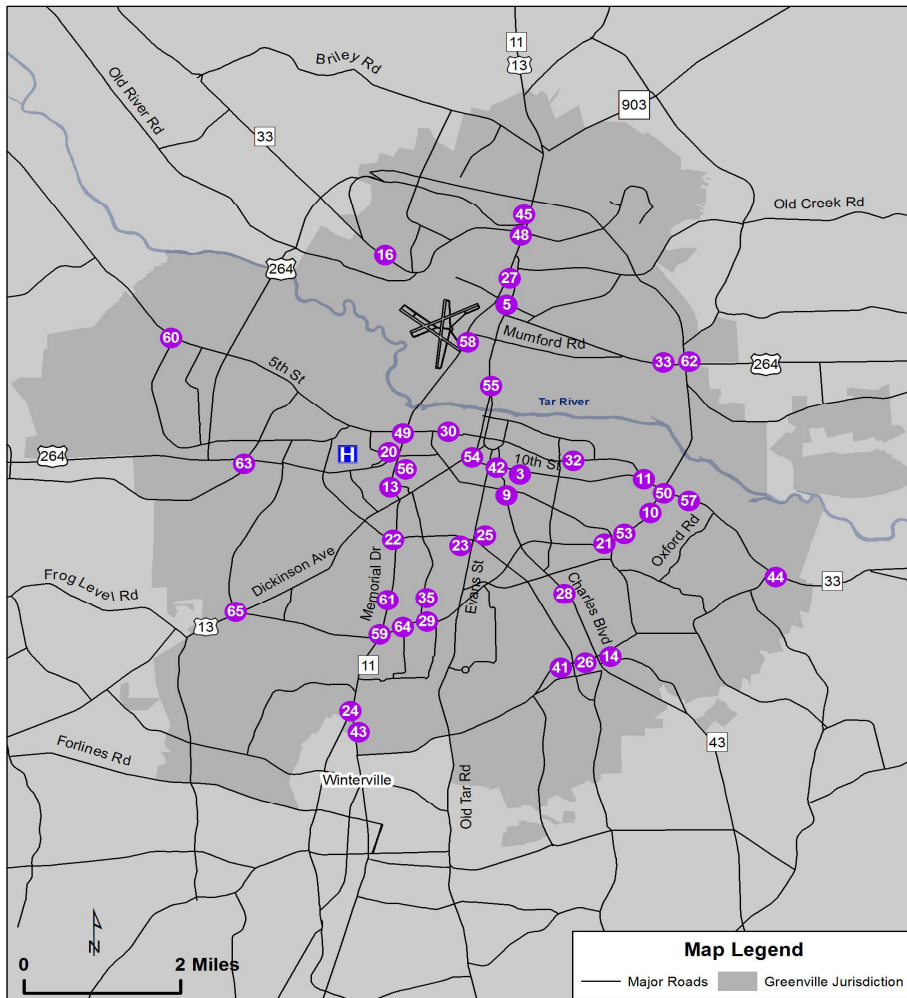 11
13
Briley Rd
Old River Rd
903
33
Old Creek Rd
45
48
16
264
27
5
60
58
Mumford Rd
33
62
264
5th St
55
Tar River
49
30
20
H
264
63
54
10th St
32
56
42
3
11
13
9
50
57
10
22
25
53
23
21
Oxford Rd
Dickinson Ave
Memorial Dr
Evans St
Charles Blvd
44
33
Frog Level Rd
61
35
28
65
13
64
29
59
11
41
26
14
24
43
43
Forlines Rd
Winterville
Old Tar Rd
N
0
2 Miles
Map Legend
Major Roads
Greenville Jurisdiction